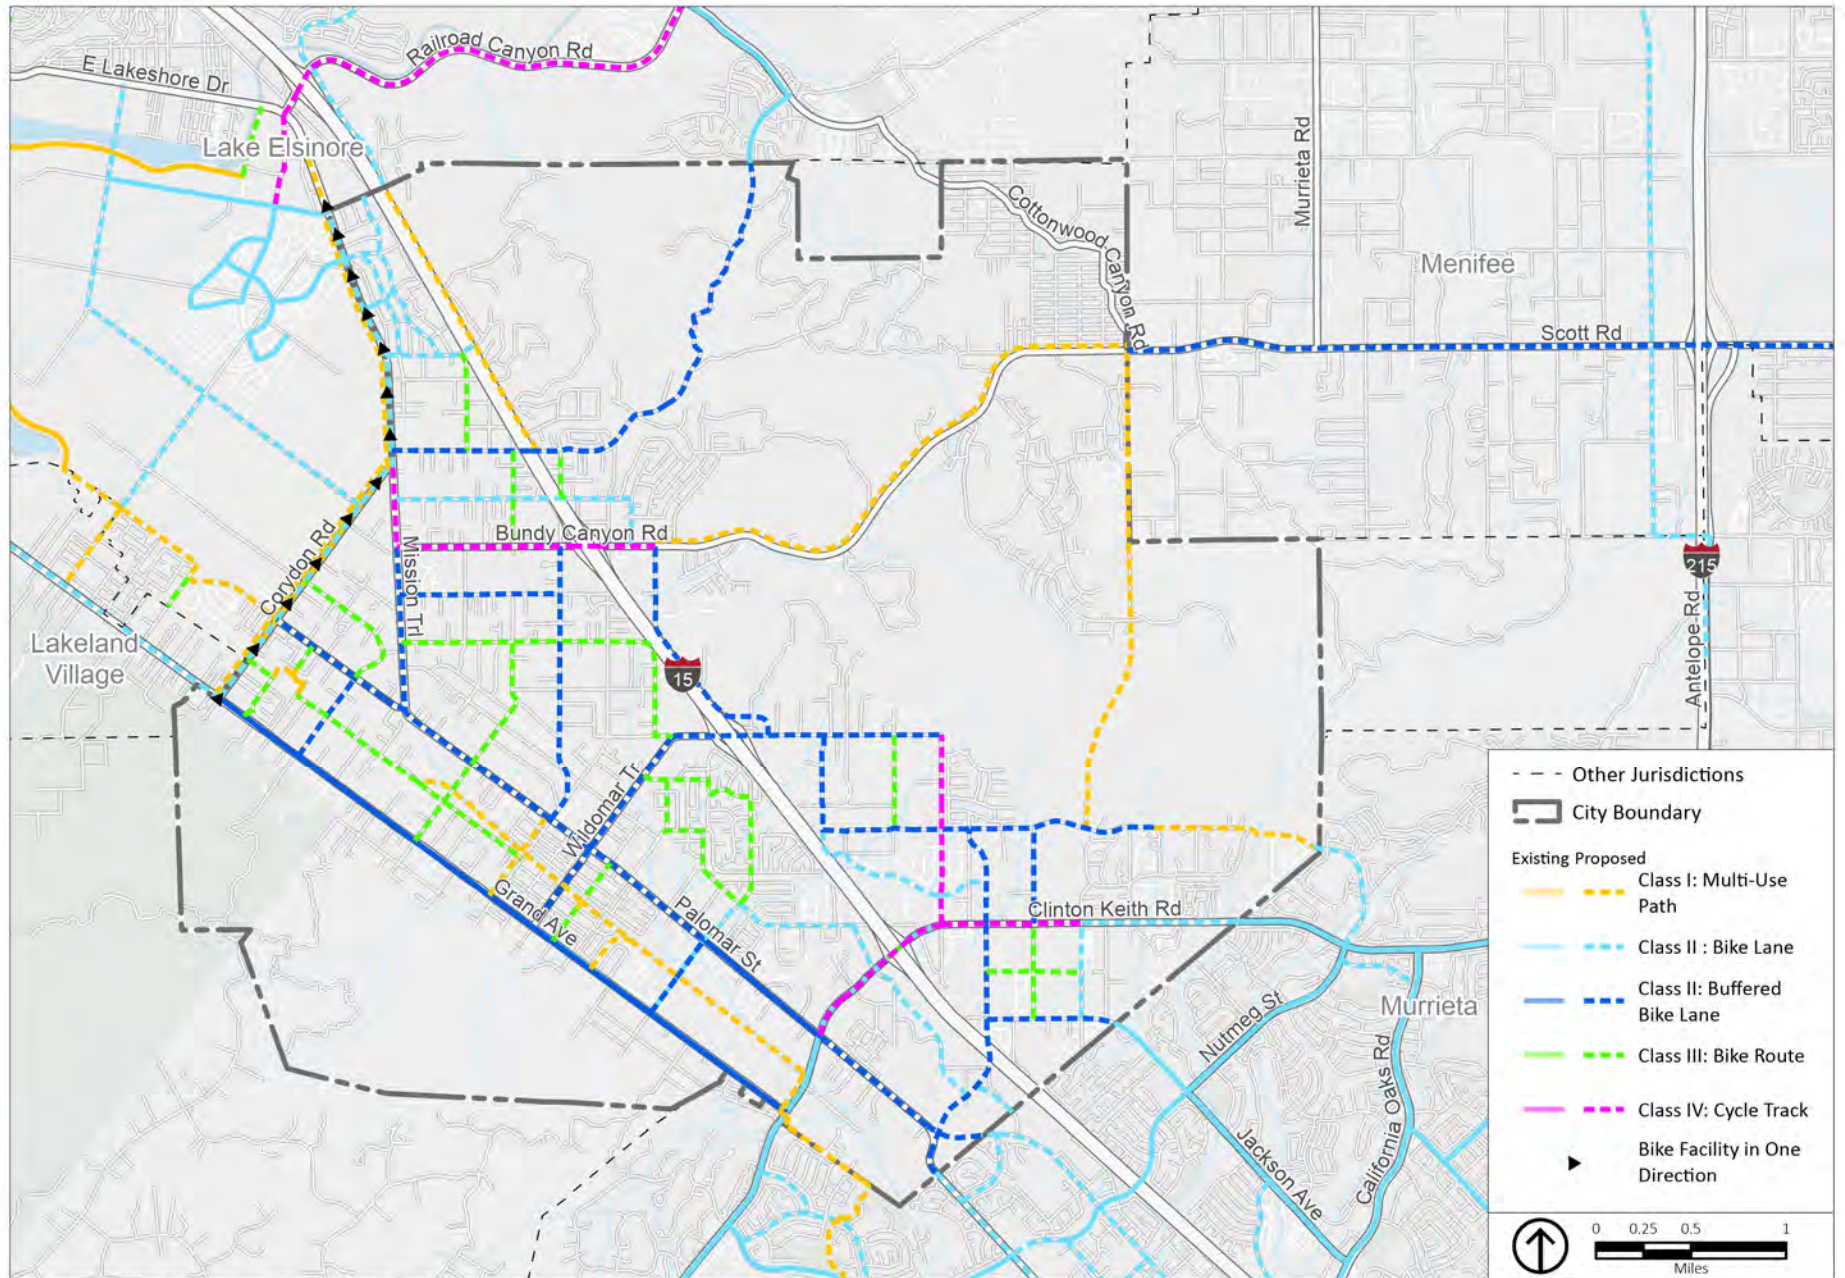 Railroad Canyon Rd
E Lakeshore Dr
Lake Elsinore
Murrieta Rd
Cottonwood Canyon Rd
Menifee
Scott Rd
Bundy Canyon Rd
Corydon Rd
Mission Trl
215
Lakeland
Village
15
Antelope Rd
Wildomar Tr
Grand Ave
Palomar St
Clinton Keith Rd
Nutmeg St
Murrieta
California Oaks Rd
Jackson Ave
Other Jurisdictions
City Boundary
Existing Proposed
Class I: Multi-Use
Path
Class II : Bike Lane
Class II: Buffered
Bike Lane
Class III: Bike Route
Class IV: Cycle Track
Bike Facility in One
Direction
0 0.25 0.5 1
Miles